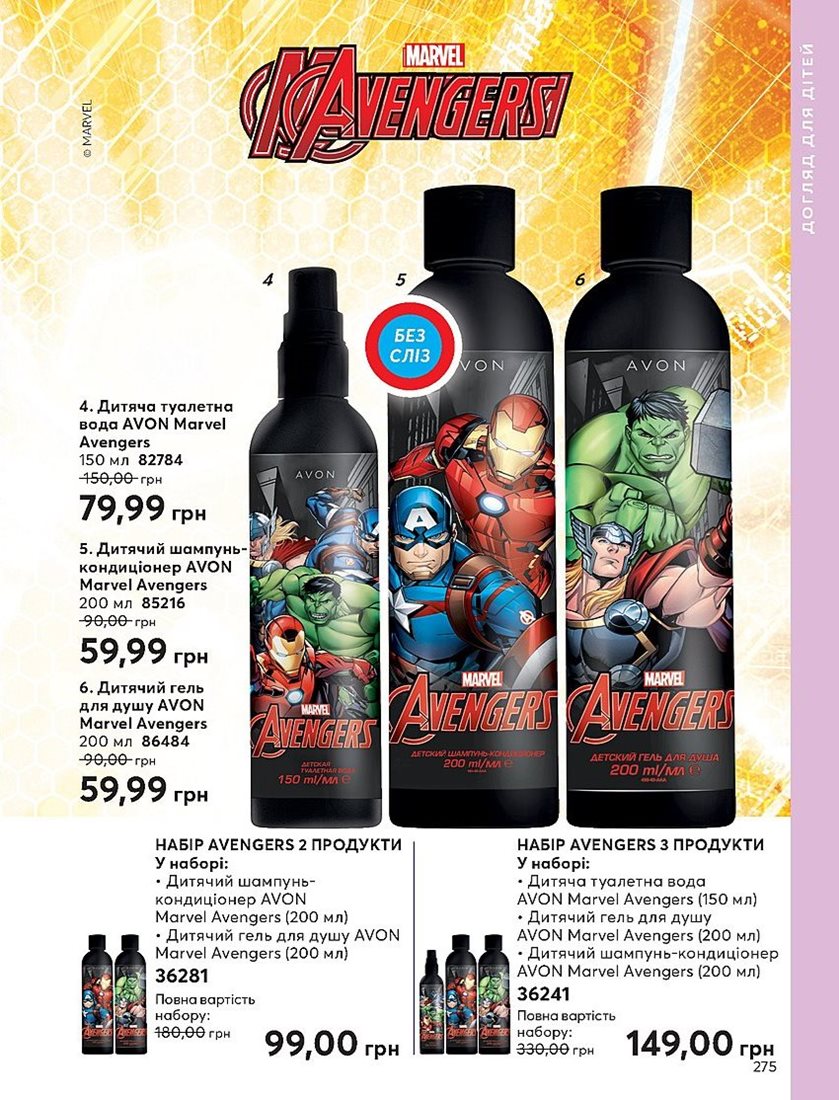 MARVEL
AVENGERS
© MARVEL
ДОГЛЯД ДЛЯ ДІТЕЙ
4
5
6
БЕЗ
СЛІЗ
AVON
AVON
AVON
4. Дитяча туалетна
вода AVON Marvel
Avengers
150 мл 82784
150,00 грн
79,99 грн
5. Дитячий шампунь-
кондиціонер AVON
Marvel Avengers
200 мл 85216
90,00 грн
59,99 грн
6. Дитячий гель
для душу AVON
Marvel Avengers
200 мл 86484
90,00 грн
59,99 грн
MARVEL
AVENGERS
ДЕТСКАЯ
ТУАЛЕТНАЯ ВОДА
150 ml/мл ℮
MARVEL
AVENGERS
ДЕТСКИЙ ШАМПУНЬ-КОНДИЦИОНЕР
200 ml/мл ℮
MARVEL
AVENGERS
ДЕТСКИЙ ГЕЛЬ ДЛЯ ДУША
200 ml/мл ℮
НАБІР AVENGERS 2 ПРОДУКТИ
У наборі:
• Дитячий шампунь-
кондиціонер AVON
Marvel Avengers (200 мл)
• Дитячий гель для душу AVON
Marvel Avengers (200 мл)
36281
Повна вартість
набору:
180,00 грн
99,00 грн
AVENGERS
AVENGERS
НАБІР AVENGERS 3 ПРОДУКТИ
У наборі:
• Дитяча туалетна вода
AVON Marvel Avengers (150 мл)
• Дитячий гель для душу
AVON Marvel Avengers (200 мл)
• Дитячий шампунь-кондиціонер
AVON Marvel Avengers (200 мл)
36241
Повна вартість
набору:
330,00 грн
149,00 грн
AVENGERS
AVENGERS
AVENGERS
275